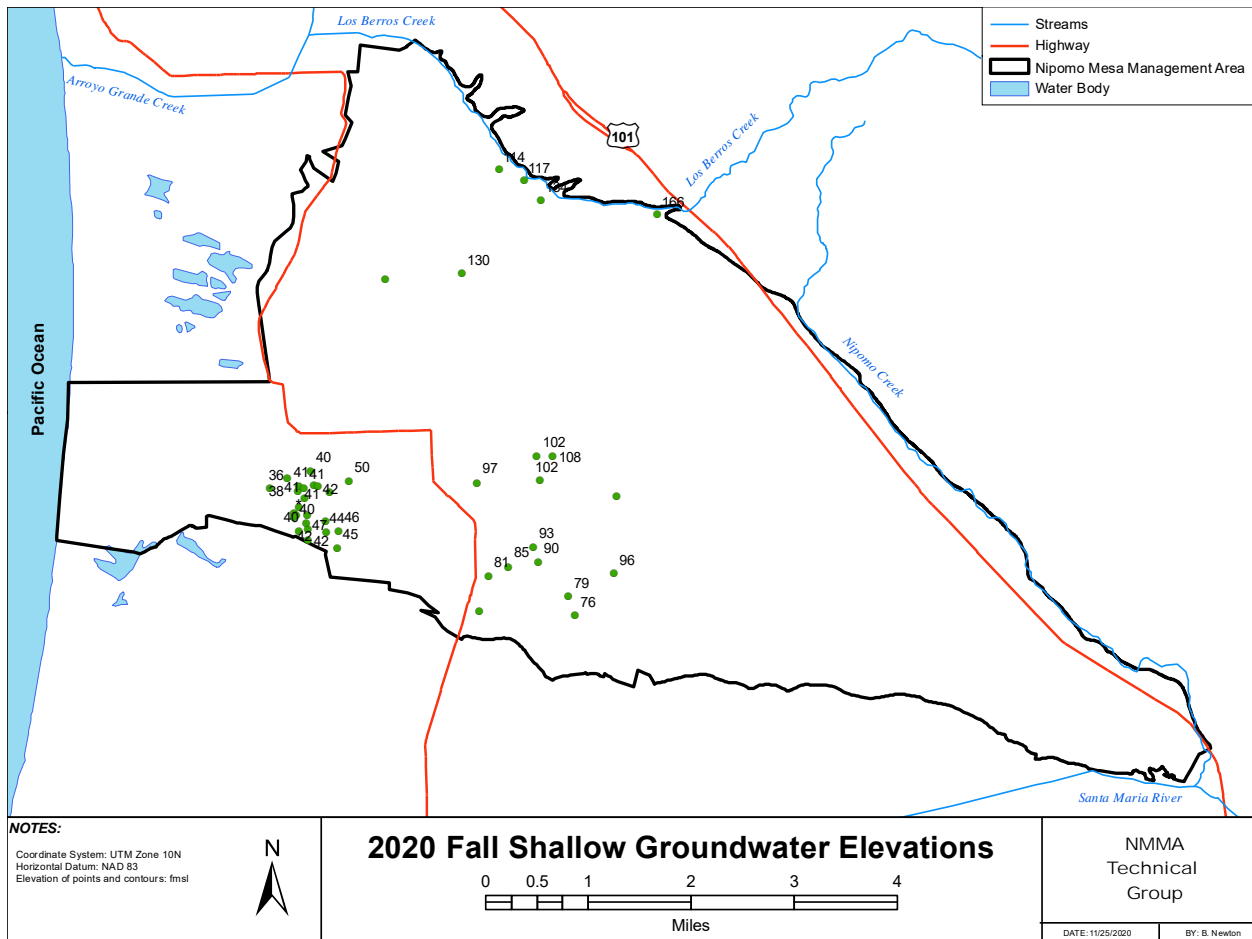 Los Berros Creek
Streams
Highway
Nipomo Mesa Management Area
Water Body
Arroyo Grande Creek
101
Los Berros Creek
114
117
166
130
Nipomo Creek
Pacific Ocean
102
108
102
97
40
50
36
41
41
38
41
42
41
*
40
40
47
44
46
45
42
42
93
90
85
81
96
79
76
Santa Maria River
NOTES:
Coordinate System: UTM Zone 10N
Horizontal Datum: NAD 83
Elevation of points and contours: fmsl
N
2020 Fall Shallow Groundwater Elevations
0 0.5 1 2 3 4
Miles
NMMA
Technical
Group
DATE: 11/25/2020
BY: B. Newton